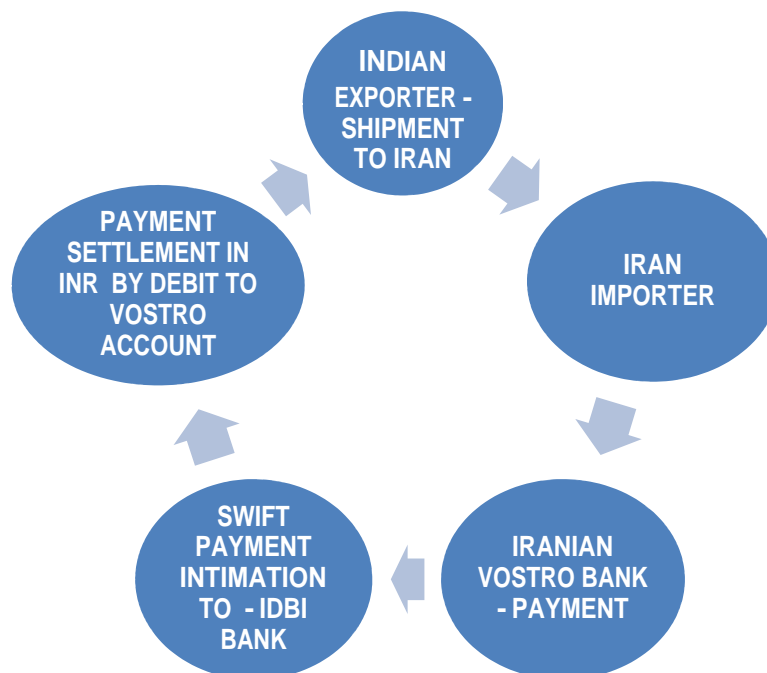 INDIAN
EXPORTER -
SHIPMENT
TO IRAN
IRAN
IMPORTER
IRANIAN
VOSTRO BANK
- PAYMENT
SWIFT
PAYMENT
INTIMATION
TO - IDBI
BANK
PAYMENT
SETTLEMENT IN
INR BY DEBIT TO
VOSTRO
ACCOUNT